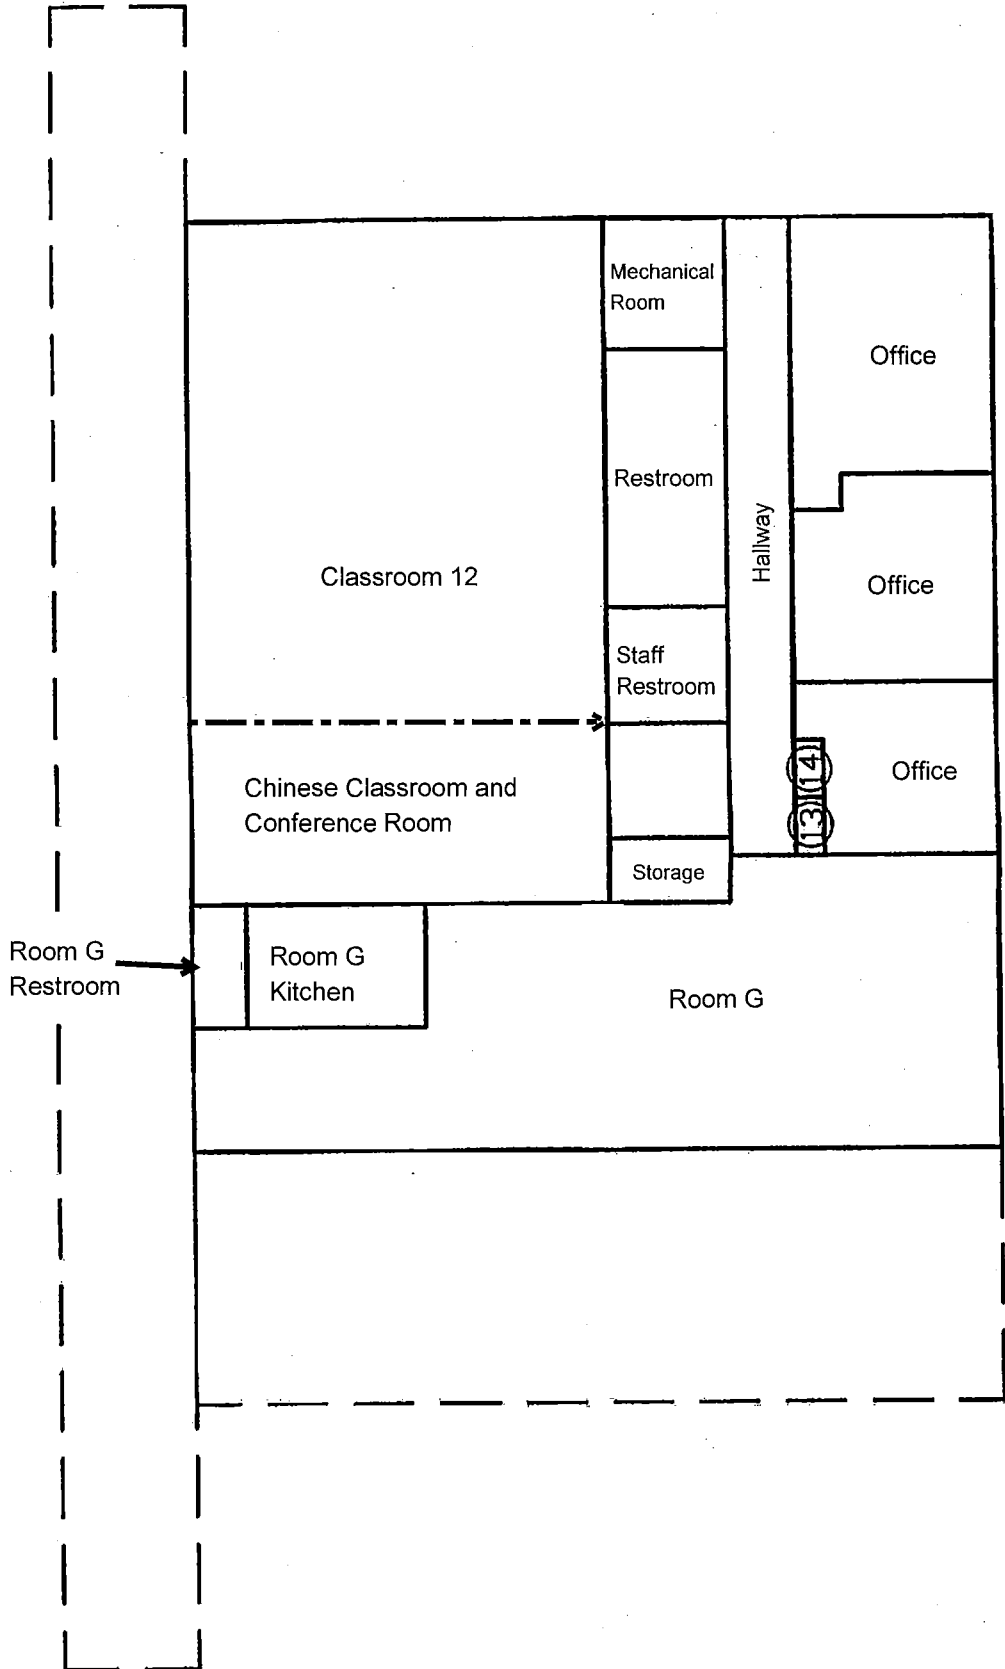 Mechanical
Room
Office
Restroom
Hallway
Classroom 12
Office
Staff
Restroom
14
Office
Chinese Classroom and
Conference Room
13
Storage
Room G
Restroom
Room G
Kitchen
Room G